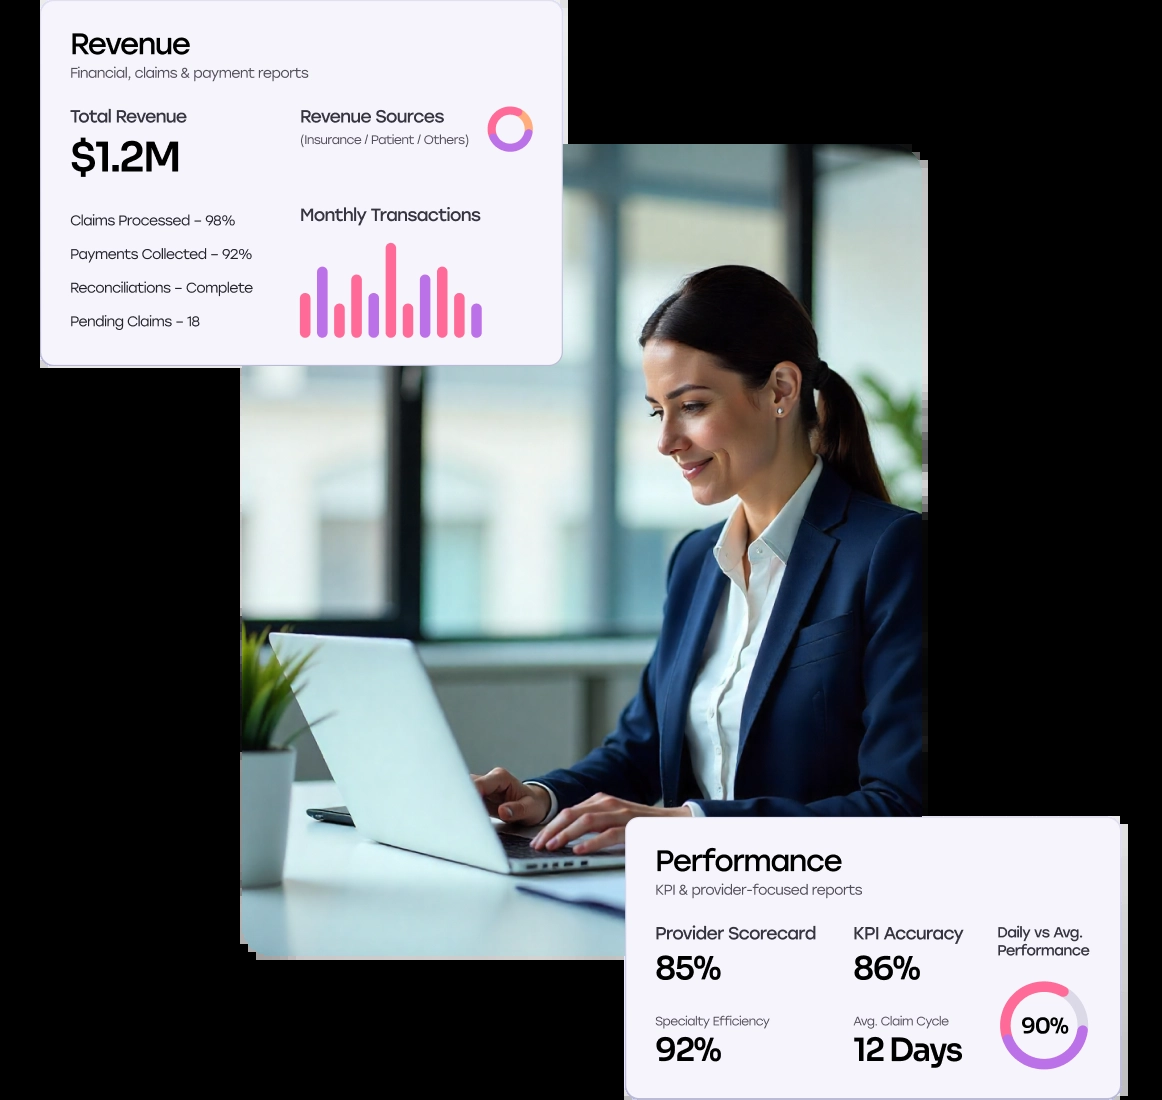 Revenue
Financial, claims & payment reports
Total Revenue
$1.2M
Revenue Sources
(Insurance / Patient / Others)
Claims Processed – 98%
Payments Collected – 92%
Reconciliations – Complete
Pending Claims – 18
Monthly Transactions
Performance
KPI & provider-focused reports
Provider Scorecard
85%
KPI Accuracy
86%
Daily vs Avg.
Performance
90%
Specialty Efficiency
92%
Avg. Claim Cycle
12 Days